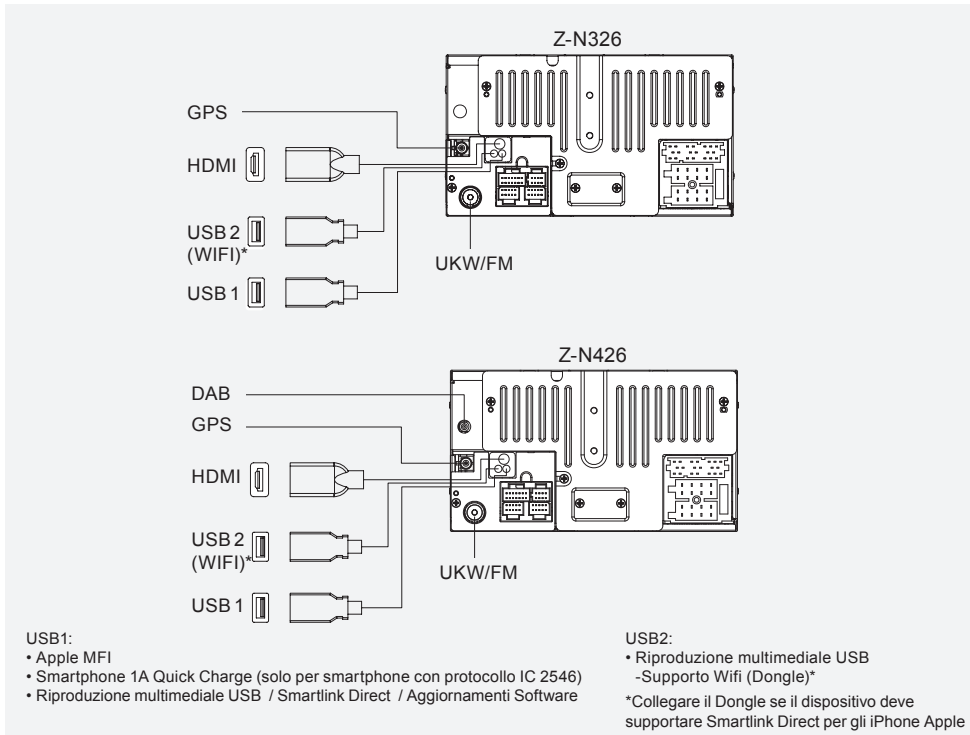 Z-N326
GPS
HDMI
USB 2
(WIFI)*
USB 1
UKW/FM
Z-N426
DAB
GPS
HDMI
USB 2
(WIFI)*
USB 1
UKW/FM
USB1:
• Apple MFI
• Smartphone 1A Quick Charge (solo per smartphone con protocollo IC 2546)
• Riproduzione multimediale USB / Smartlink Direct / Aggiornamenti Software
USB2:
• Riproduzione multimediale USB
-Supporto Wifi (Dongle)*
*Collegare il Dongle se il dispositivo deve
supportare Smartlink Direct per gli iPhone Apple